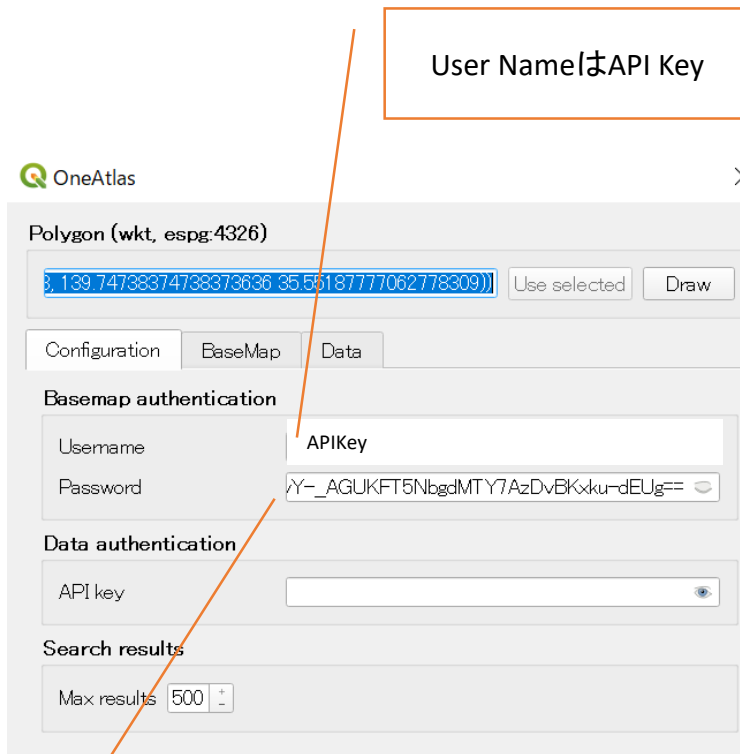 User NameはAPI Key
OneAtlas
Polygon (wkt, espg:4326)
3, 139.74738374738373636 35.55187777062778309)) Use selected Draw
Configuration BaseMap Data
Basemap authentication
Username APIKey
Password /Y-_AGUKFT5NbgdMTY7AzDvBKxku-dEUg==
Data authentication
API key
Search results
Max results 500